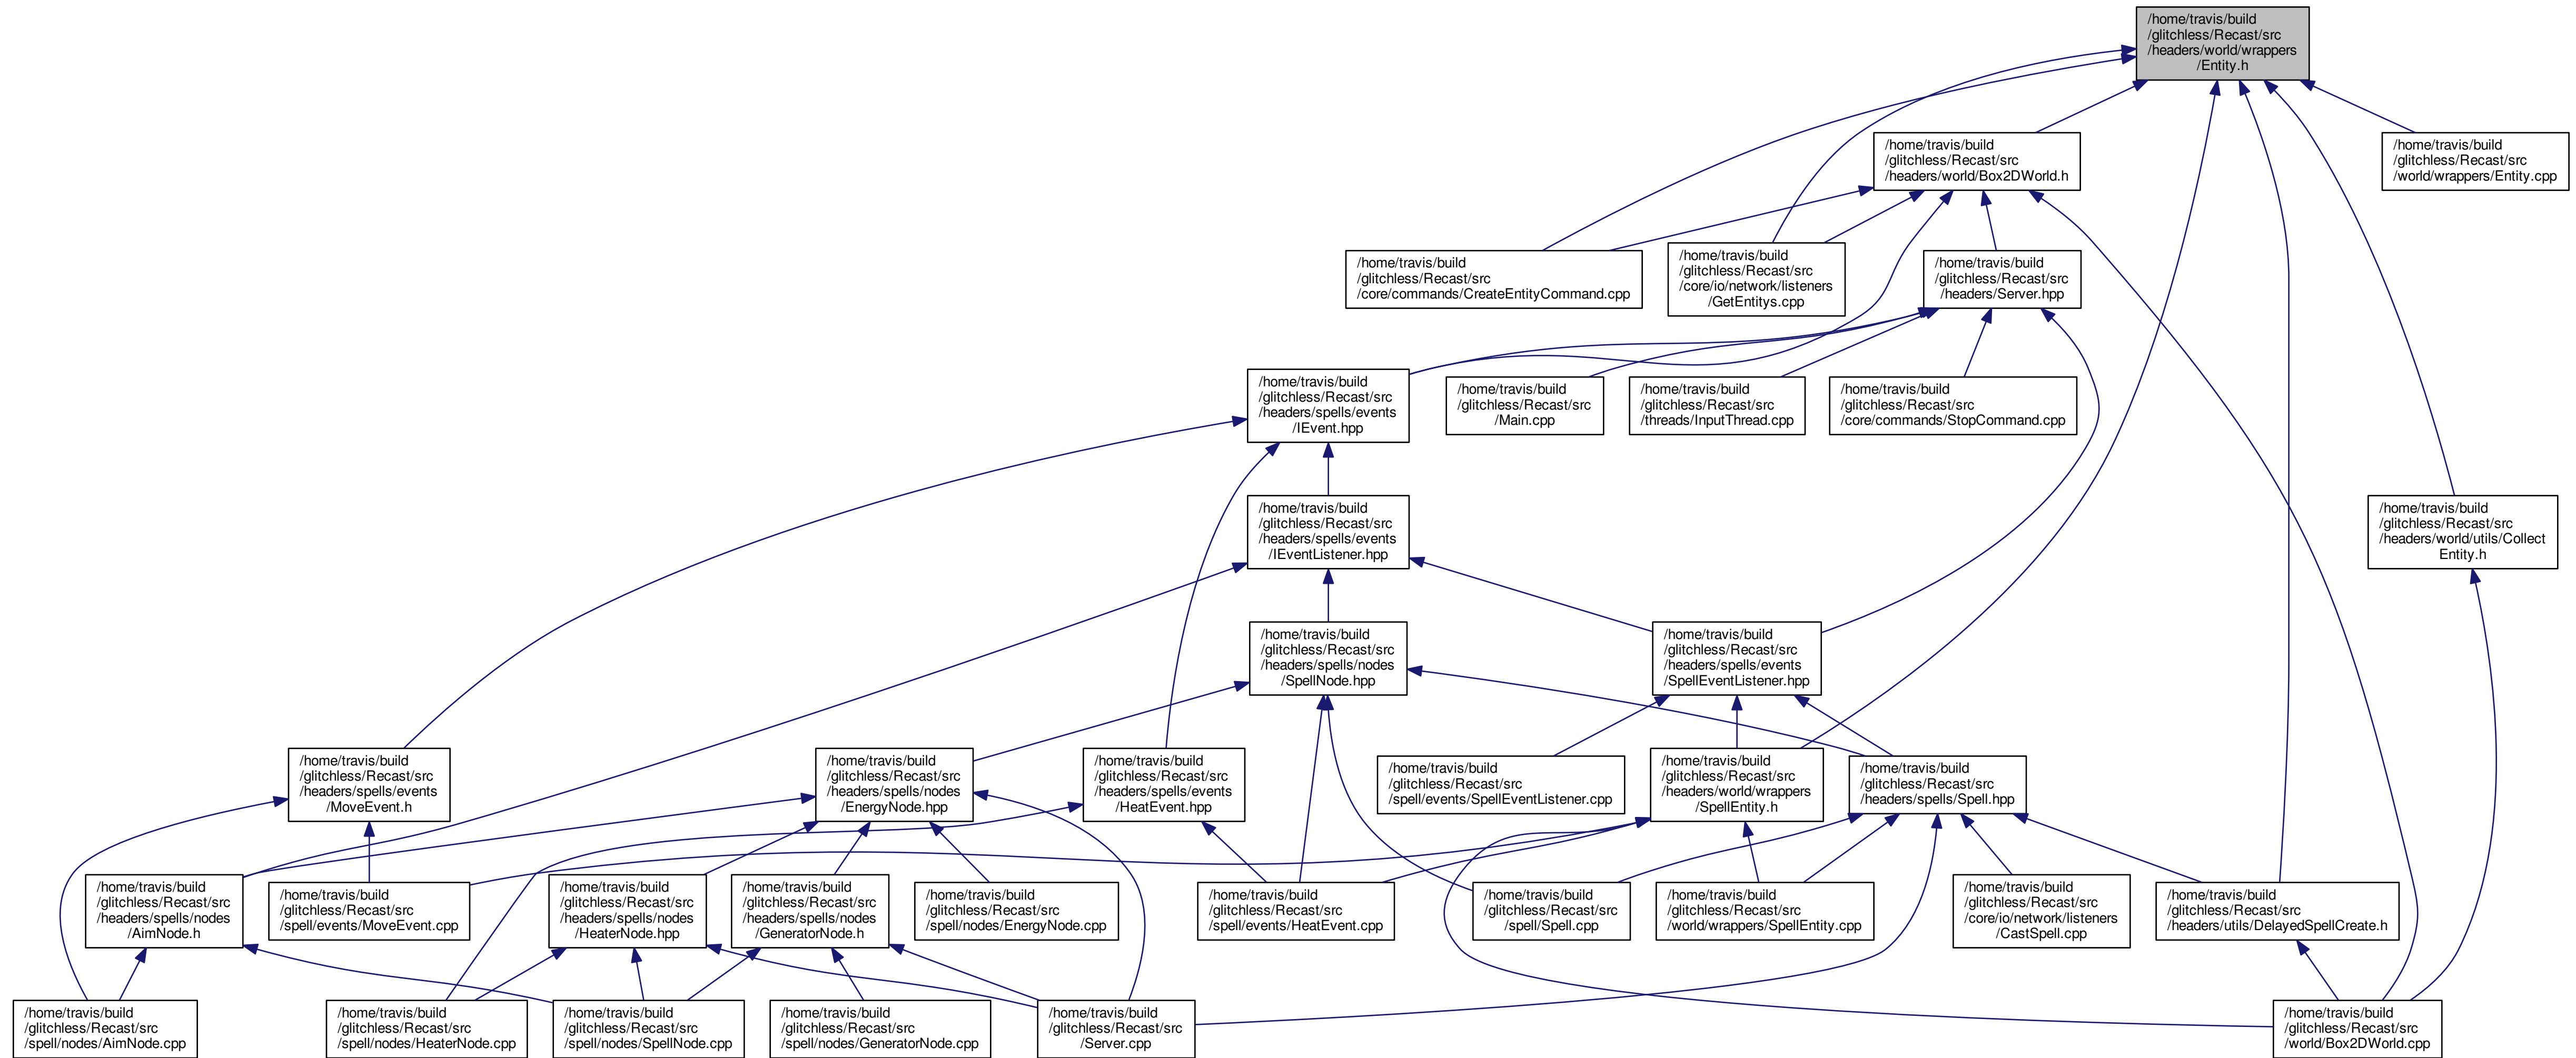 /home/travis/build
/glitchless/Recast/src
/headers/world/wrappers
/Entity.h
/home/travis/build
/glitchless/Recast/src
/headers/world/Box2DWorld.h
/home/travis/build
/glitchless/Recast/src
/world/wrappers/Entity.cpp
/home/travis/build
/glitchless/Recast/src
/core/commands/CreateEntityCommand.cpp
/home/travis/build
/glitchless/Recast/src
/core/io/network/listeners
/GetEntitys.cpp
/home/travis/build
/glitchless/Recast/src
/headers/Server.hpp
/home/travis/build
/glitchless/Recast/src
/headers/spells/events
/IEvent.hpp
/home/travis/build
/glitchless/Recast/src
/Main.cpp
/home/travis/build
/glitchless/Recast/src
/threads/InputThread.cpp
/home/travis/build
/glitchless/Recast/src
/core/commands/StopCommand.cpp
/home/travis/build
/glitchless/Recast/src
/headers/spells/events
/IEventListener.hpp
/home/travis/build
/glitchless/Recast/src
/headers/world/utils/Collect
Entity.h
/home/travis/build
/glitchless/Recast/src
/headers/spells/nodes
/SpellNode.hpp
/home/travis/build
/glitchless/Recast/src
/headers/spells/events
/SpellEventListener.hpp
/home/travis/build
/glitchless/Recast/src
/headers/spells/events
/MoveEvent.h
/home/travis/build
/glitchless/Recast/src
/headers/spells/nodes
/EnergyNode.hpp
/home/travis/build
/glitchless/Recast/src
/headers/spells/events
/HeatEvent.hpp
/home/travis/build
/glitchless/Recast/src
/spell/events/SpellEventListener.cpp
/home/travis/build
/glitchless/Recast/src
/headers/world/wrappers
/SpellEntity.h
/home/travis/build
/glitchless/Recast/src
/headers/spells/Spell.hpp
/home/travis/build
/glitchless/Recast/src
/headers/spells/nodes
/AimNode.h
/home/travis/build
/glitchless/Recast/src
/spell/events/MoveEvent.cpp
/home/travis/build
/glitchless/Recast/src
/headers/spells/nodes
/HeaterNode.hpp
/home/travis/build
/glitchless/Recast/src
/headers/spells/nodes
/GeneratorNode.h
/home/travis/build
/glitchless/Recast/src
/spell/nodes/EnergyNode.cpp
/home/travis/build
/glitchless/Recast/src
/spell/events/HeatEvent.cpp
/home/travis/build
/glitchless/Recast/src
/spell/Spell.cpp
/home/travis/build
/glitchless/Recast/src
/world/wrappers/SpellEntity.cpp
/home/travis/build
/glitchless/Recast/src
/core/io/network/listeners
/CastSpell.cpp
/home/travis/build
/glitchless/Recast/src
/headers/utils/DelayedSpellCreate.h
/home/travis/build
/glitchless/Recast/src
/spell/nodes/AimNode.cpp
/home/travis/build
/glitchless/Recast/src
/spell/nodes/HeaterNode.cpp
/home/travis/build
/glitchless/Recast/src
/spell/nodes/SpellNode.cpp
/home/travis/build
/glitchless/Recast/src
/spell/nodes/GeneratorNode.cpp
/home/travis/build
/glitchless/Recast/src
/Server.cpp
/home/travis/build
/glitchless/Recast/src
/world/Box2DWorld.cpp